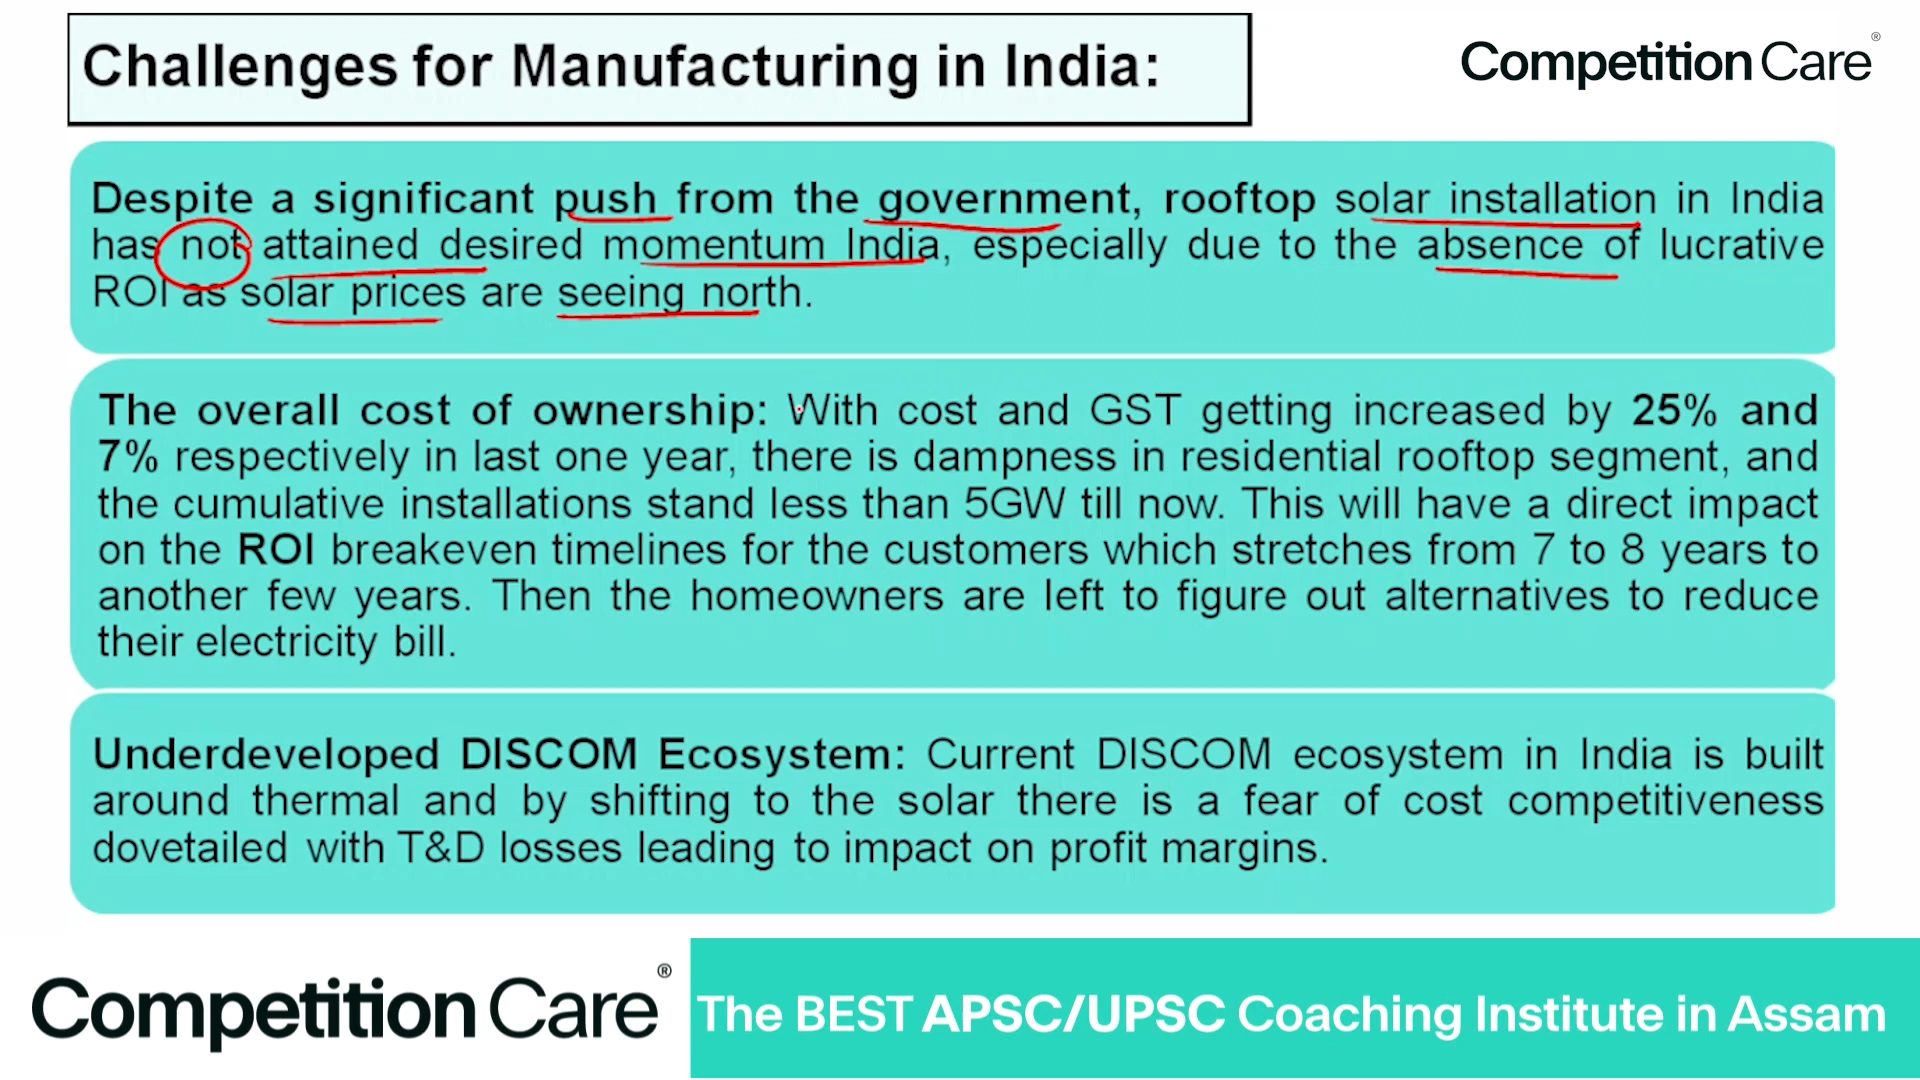 Challenges for Manufacturing in India:
Competition Care®
Despite a significant push from the government, rooftop solar installation in India
has not attained desired momentum India, especially due to the absence of lucrative
ROI as solar prices are seeing north.
The overall cost of ownership: With cost and GST getting increased by 25% and
7% respectively in last one year, there is dampness in residential rooftop segment, and
the cumulative installations stand less than 5GW till now. This will have a direct impact
on the ROI breakeven timelines for the customers which stretches from 7 to 8 years to
another few years. Then the homeowners are left to figure out alternatives to reduce
their electricity bill.
Underdeveloped DISCOM Ecosystem: Current DISCOM ecosystem in India is built
around thermal and by shifting to the solar there is a fear of cost competitiveness
dovetailed with T&D losses leading to impact on profit margins.
Competition Care®
The BEST APSC/UPSC Coaching Institute in Assam